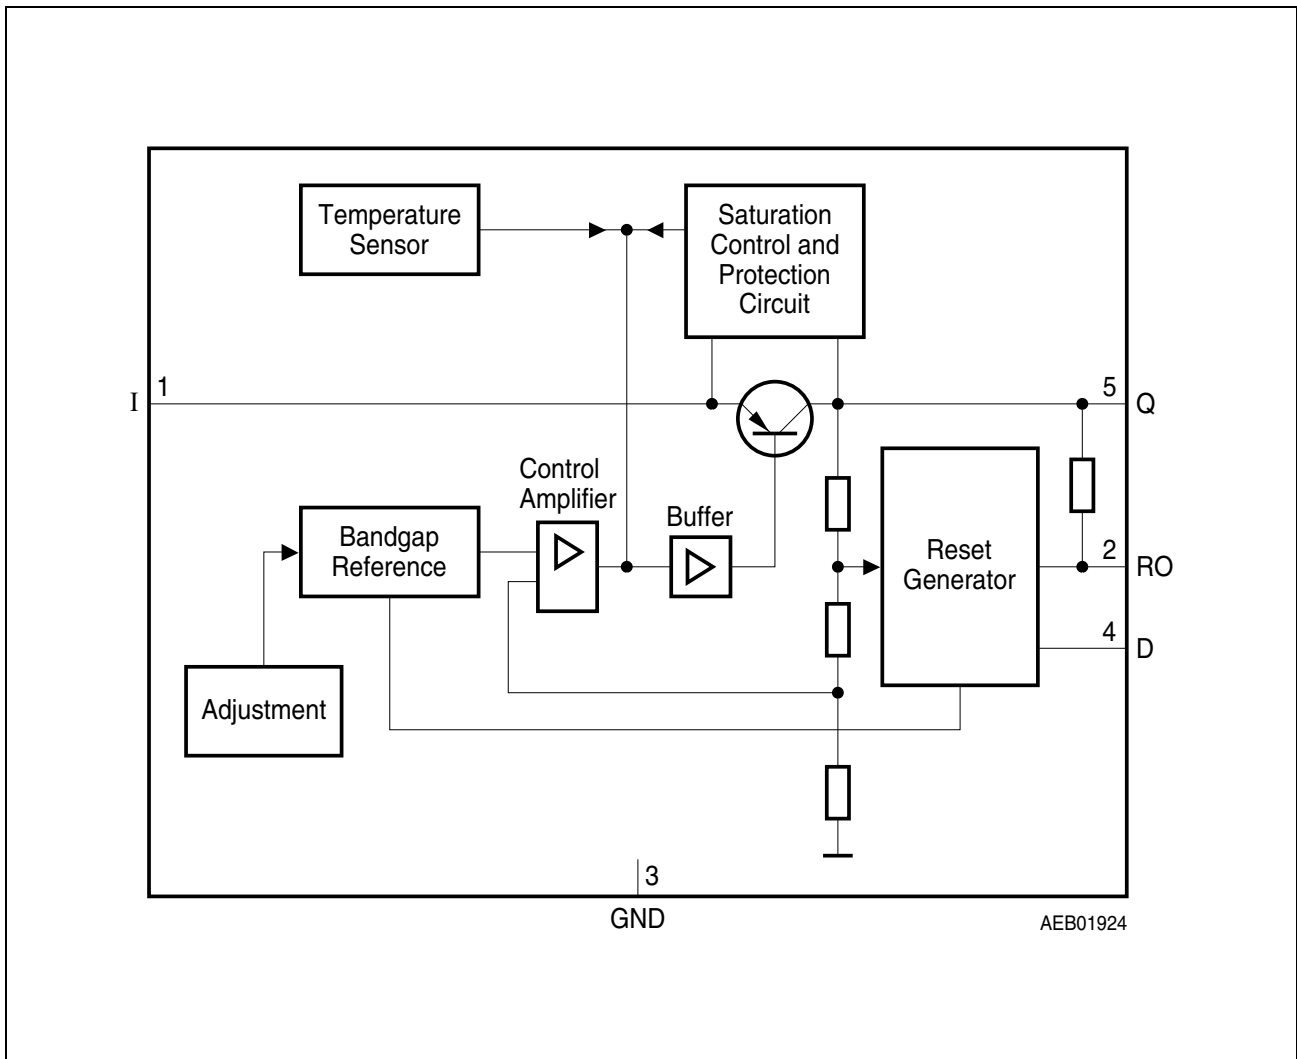 Temperature
Sensor
Saturation
Control and
Protection
Circuit
I
1
5
Q
Control
Amplifier
Buffer
Bandgap
Reference
Reset
Generator
2
RO
4
D
Adjustment
3
GND
AEB01924